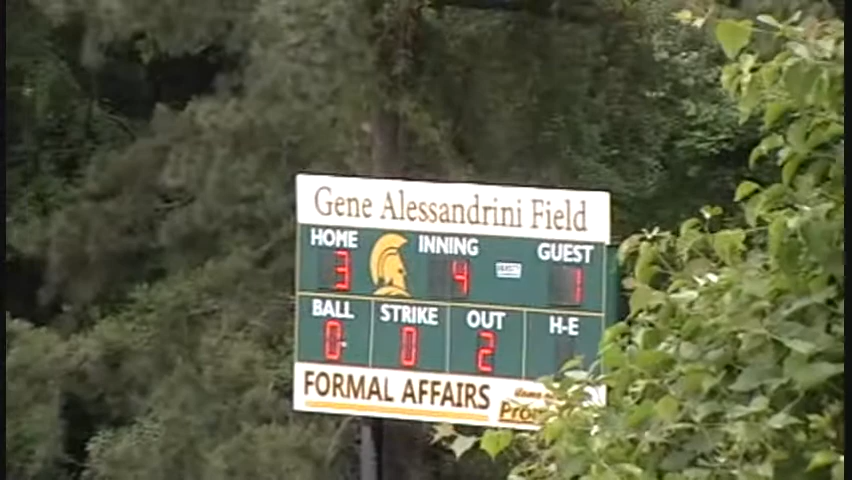 Gene Alessandrini Field
HOME INNING GUEST
3 4 1
BALL STRIKE OUT H-E
0 0 2
FORMAL AFFAIRS